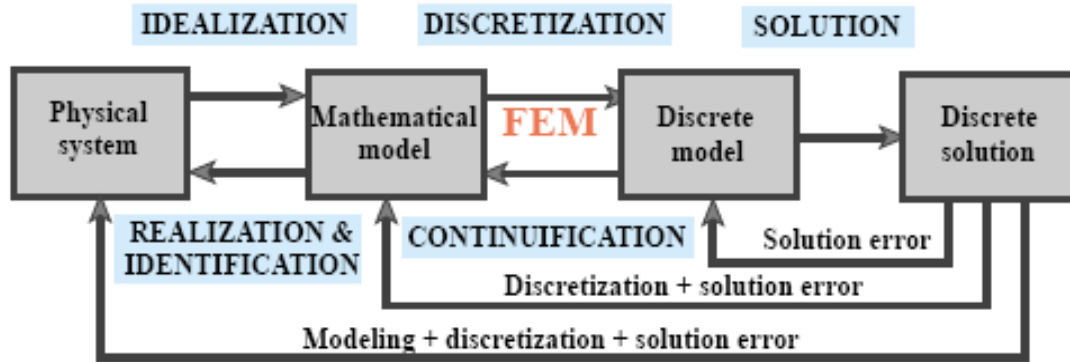 IDEALIZATION
DISCRETIZATION
SOLUTION
Physical
system
Mathematical
model
FEM
Discrete
model
Discrete
solution
REALIZATION &
IDENTIFICATION
CONTINUIFICATION
Solution error
Discretization + solution error
Modeling + discretization + solution error